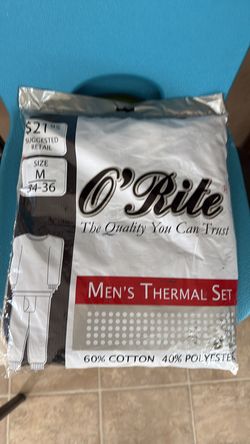 $21
SUGGESTED
RETAIL
SIZE
M
34-36
O'Rite
The Quality You Can Trust
MEN'S THERMAL SET
60% COTTON 40% POLYESTER